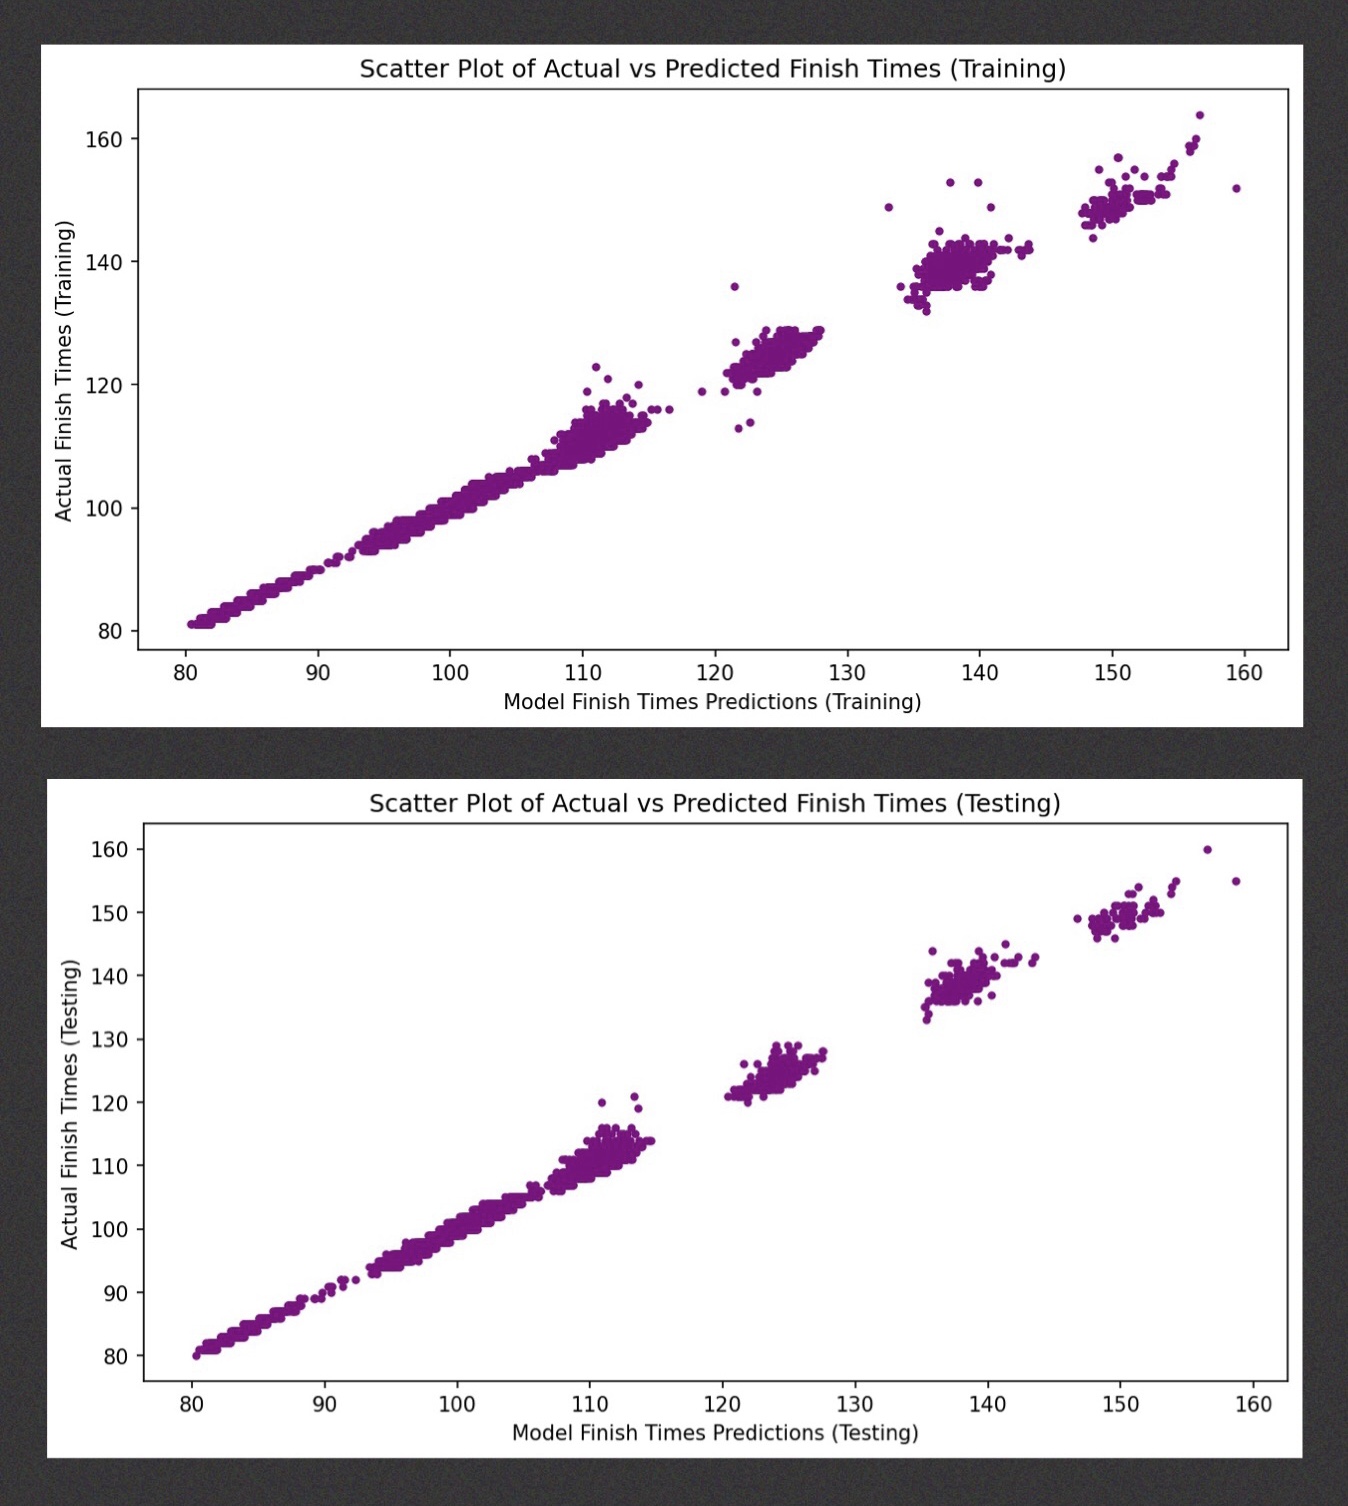 Scatter Plot of Actual vs Predicted Finish Times (Training)
Actual Finish Times (Training)
160
140
120
100
80
80 90 100 110 120 130 140 150 160
Model Finish Times Predictions (Training)
Scatter Plot of Actual vs Predicted Finish Times (Testing)
Actual Finish Times (Testing)
160
150
140
130
120
110
100
90
80
80 90 100 110 120 130 140 150 160
Model Finish Times Predictions (Testing)